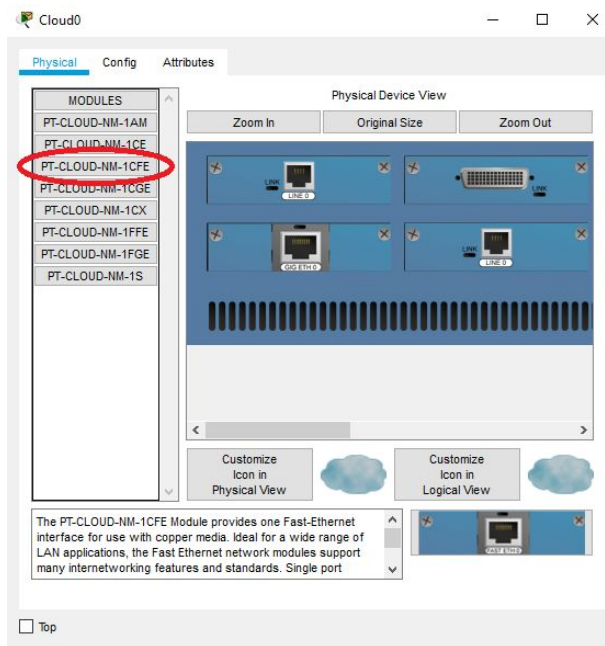 Cloud0
Physical Config Attributes
MODULES
PT-CLOUD-NM-1AM
PT-CLOUD-NM-1CE
PT-CLOUD-NM-1CFE
PT-CLOUD-NM-1CGE
PT-CLOUD-NM-1CX
PT-CLOUD-NM-1FFE
PT-CLOUD-NM-1FGE
PT-CLOUD-NM-1S
Physical Device View
Zoom In Original Size Zoom Out
LINK
LINE 0
LINK
GIG ETH 0
LINK
LINE 0
Customize
Icon in
Physical View
Customize
Icon in
Logical View
The PT-CLOUD-NM-1CFE Module provides one Fast-Ethernet
interface for use with copper media. Ideal for a wide range of
LAN applications, the Fast Ethernet network modules support
many internetworking features and standards. Single port
FAST ETH 0
Top